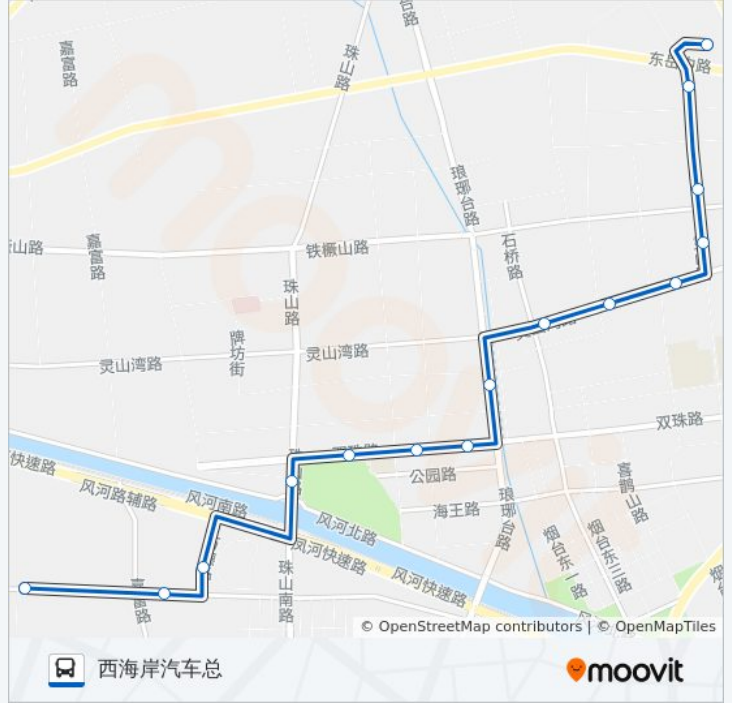 嘉富路
珠山路
琅琊台路
东岳中路
琅琊台路
石桥路
山路
嘉富路
铁橛山路
珠山路
牌坊街
灵山湾路
灵山湾路
双珠路
快速路
风河路辅路
风河南路
公园路
喜鹊山路
海王路
琅琊台路
风河北路
风河快速路
风河快速路
烟台东一路
烟台东三路
珠山南路
© OpenStreetMap contributors | © OpenMapTiles
西海岸汽车总
moovit